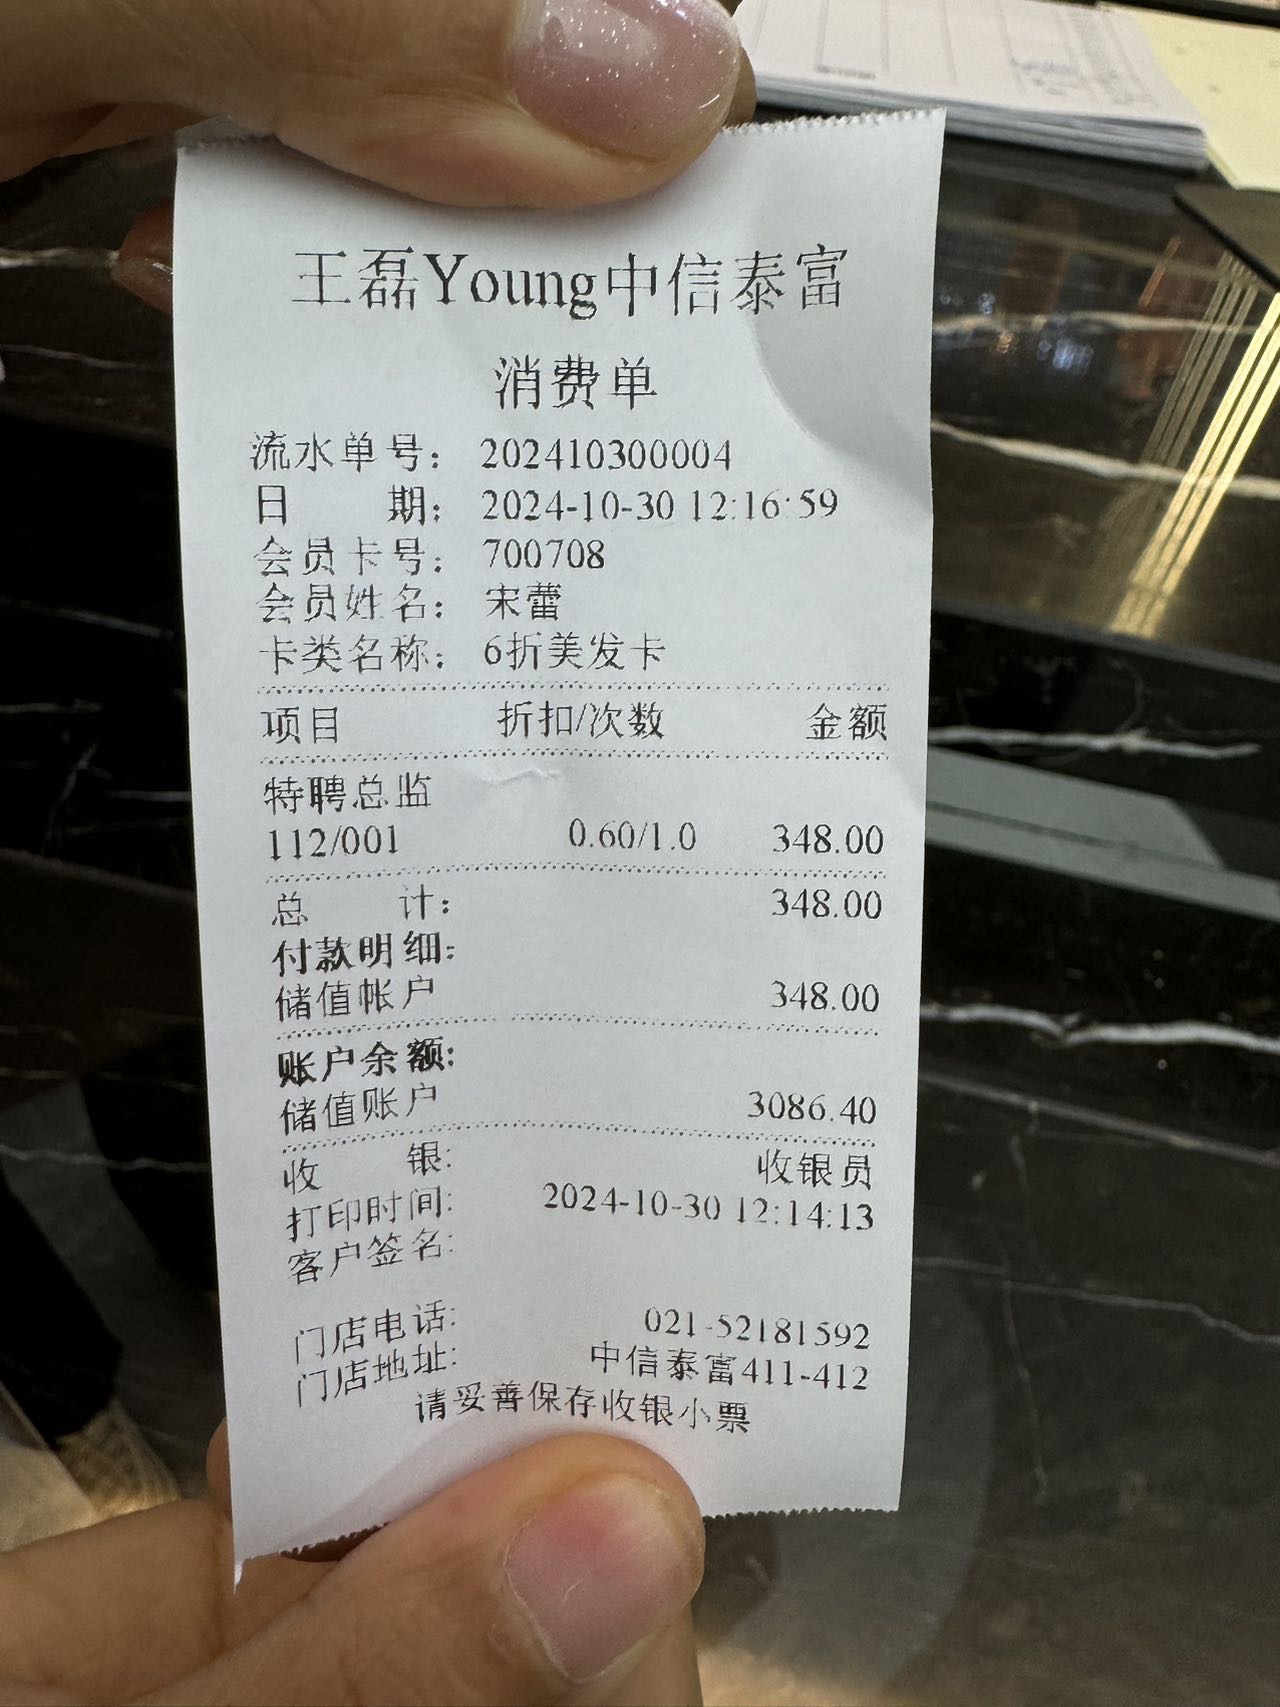 王磊Young中信泰富
消费单
流水单号： 202410300004
日 期： 2024-10-30 12:16:59
会员卡号： 700708
会员姓名： 宋蕾
卡类名称： 6折美发卡
项目 折扣/次数 金额
特聘总监
112/001 0.60/1.0 348.00
总 计： 348.00
付款明细：
储值帐户 348.00
账户余额：
储值账户 3086.40
收 银： 收银员
打印时间： 2024-10-30 12:14:13
客户签名：
门店电话： 021-52181592
门店地址： 中信泰富411-412
请妥善保存收银小票